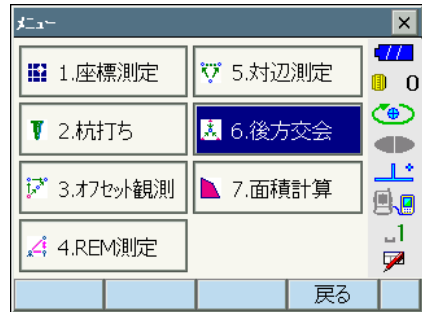 メニュー
1.座標測定
5.対辺測定
0
2.杭打ち
6.後方交会
3.オフセット観測
7.面積計算
4.REM測定
1
戻る